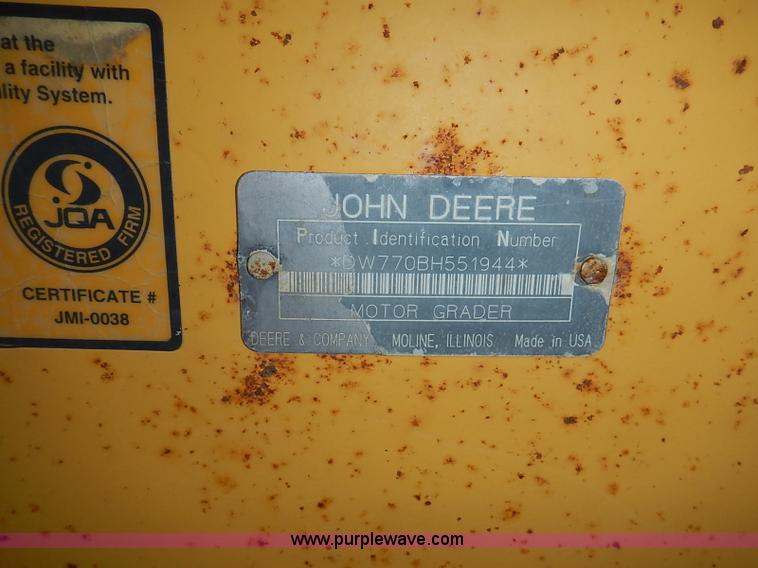 at the
a facility with
lity System.
JQA
REGISTERED FIRM
CERTIFICATE #
JMI-0038
JOHN DEERE
Product Identification Number
*DW770BH551944*
MOTOR GRADER
DEERE & COMPANY MOLINE, ILLINOIS Made in USA
www.purplewave.com